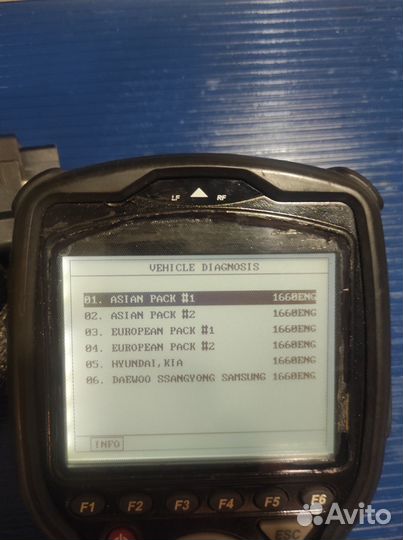 LF RF
VEHICLE DIAGNOSIS
01. ASIAN PACK #1 1660ENG
02. ASIAN PACK #2 1660ENG
03. EUROPEAN PACK #1 1660ENG
04. EUROPEAN PACK #2 1660ENG
05. HYUNDAI,KIA 1660ENG
06. DAEWOO SSANGYONG SAMSUNG 1660ENG
INFO
F1 F2 F3 F4 F5 F6
ESC
Avito